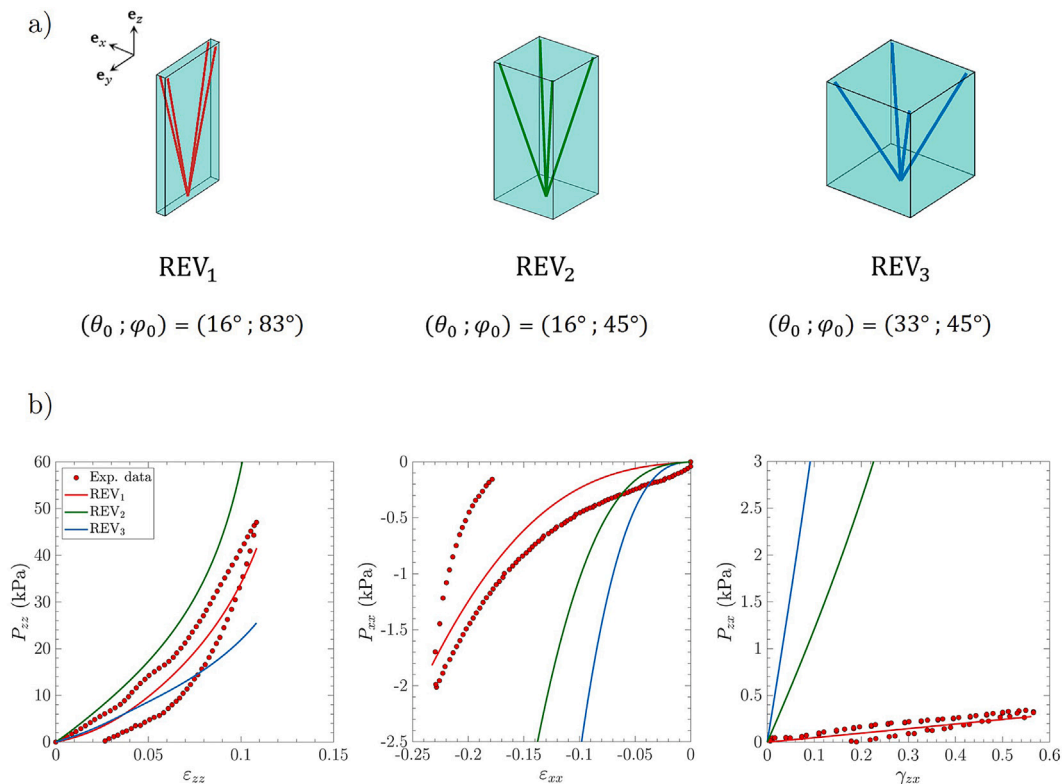 a)
e_z
e_x
e_y
REV₁ REV₂ REV₃
(θ₀ ; φ₀) = (16° ; 83°) (θ₀ ; φ₀) = (16° ; 45°) (θ₀ ; φ₀) = (33° ; 45°)
b)
60
50
40
30
20
10
0
P_zz (kPa)
Exp. data
REV₁
REV₂
REV₃
0 0.05 0.1 0.15
ε_zz
0
-0.5
-1
-1.5
-2
-2.5
P_xx (kPa)
-0.25 -0.2 -0.15 -0.1 -0.05 0
ε_xx
3
2.5
2
1.5
1
0.5
0
P_zx (kPa)
0 0.1 0.2 0.3 0.4 0.5 0.6
γ_zx